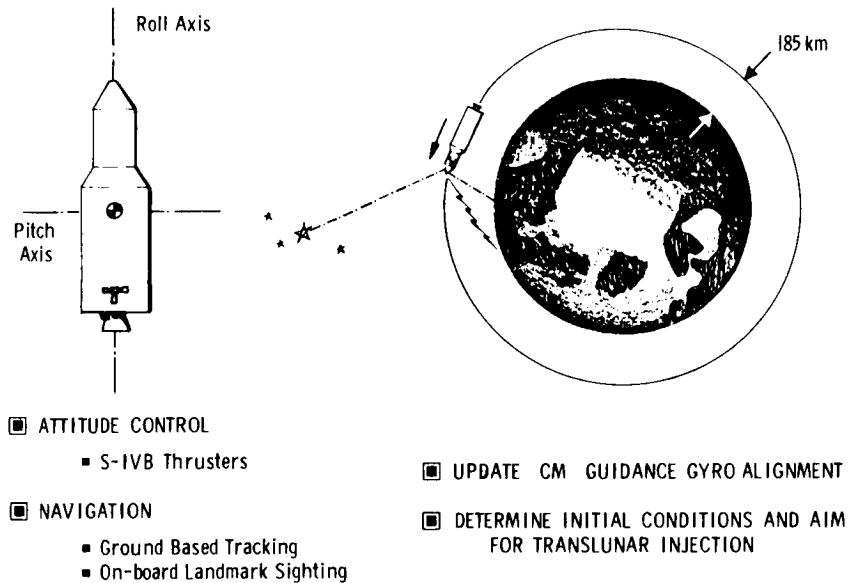 Roll Axis
185 km
Pitch
Axis
ATTITUDE CONTROL
S-IVB Thrusters
NAVIGATION
Ground Based Tracking
On-board Landmark Sighting
UPDATE CM GUIDANCE GYRO ALIGNMENT
DETERMINE INITIAL CONDITIONS AND AIM
FOR TRANSLUNAR INJECTION